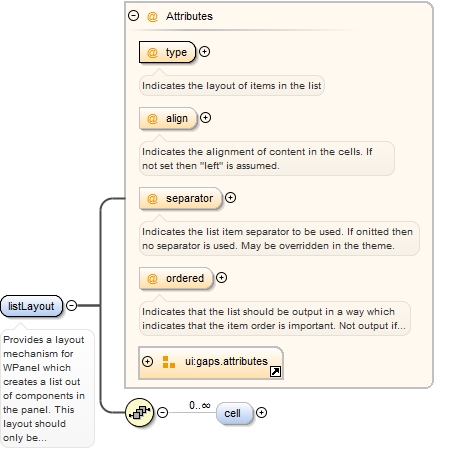 @ Attributes
@ type
Indicates the layout of items in the list
@ align
Indicates the alignment of content in the cells. If
not set then "left" is assumed.
@ separator
Indicates the list item separator to be used. If onitted then
no separator is used. May be overridden in the theme.
@ ordered
Indicates that the list should be output in a way which
indicates that the item order is important. Not output if...
ui:gaps.attributes
listLayout
Provides a layout
mechanism for
WPanel which
creates a list out
of components in
the panel. This
layout should
only be...
0..∞
cell